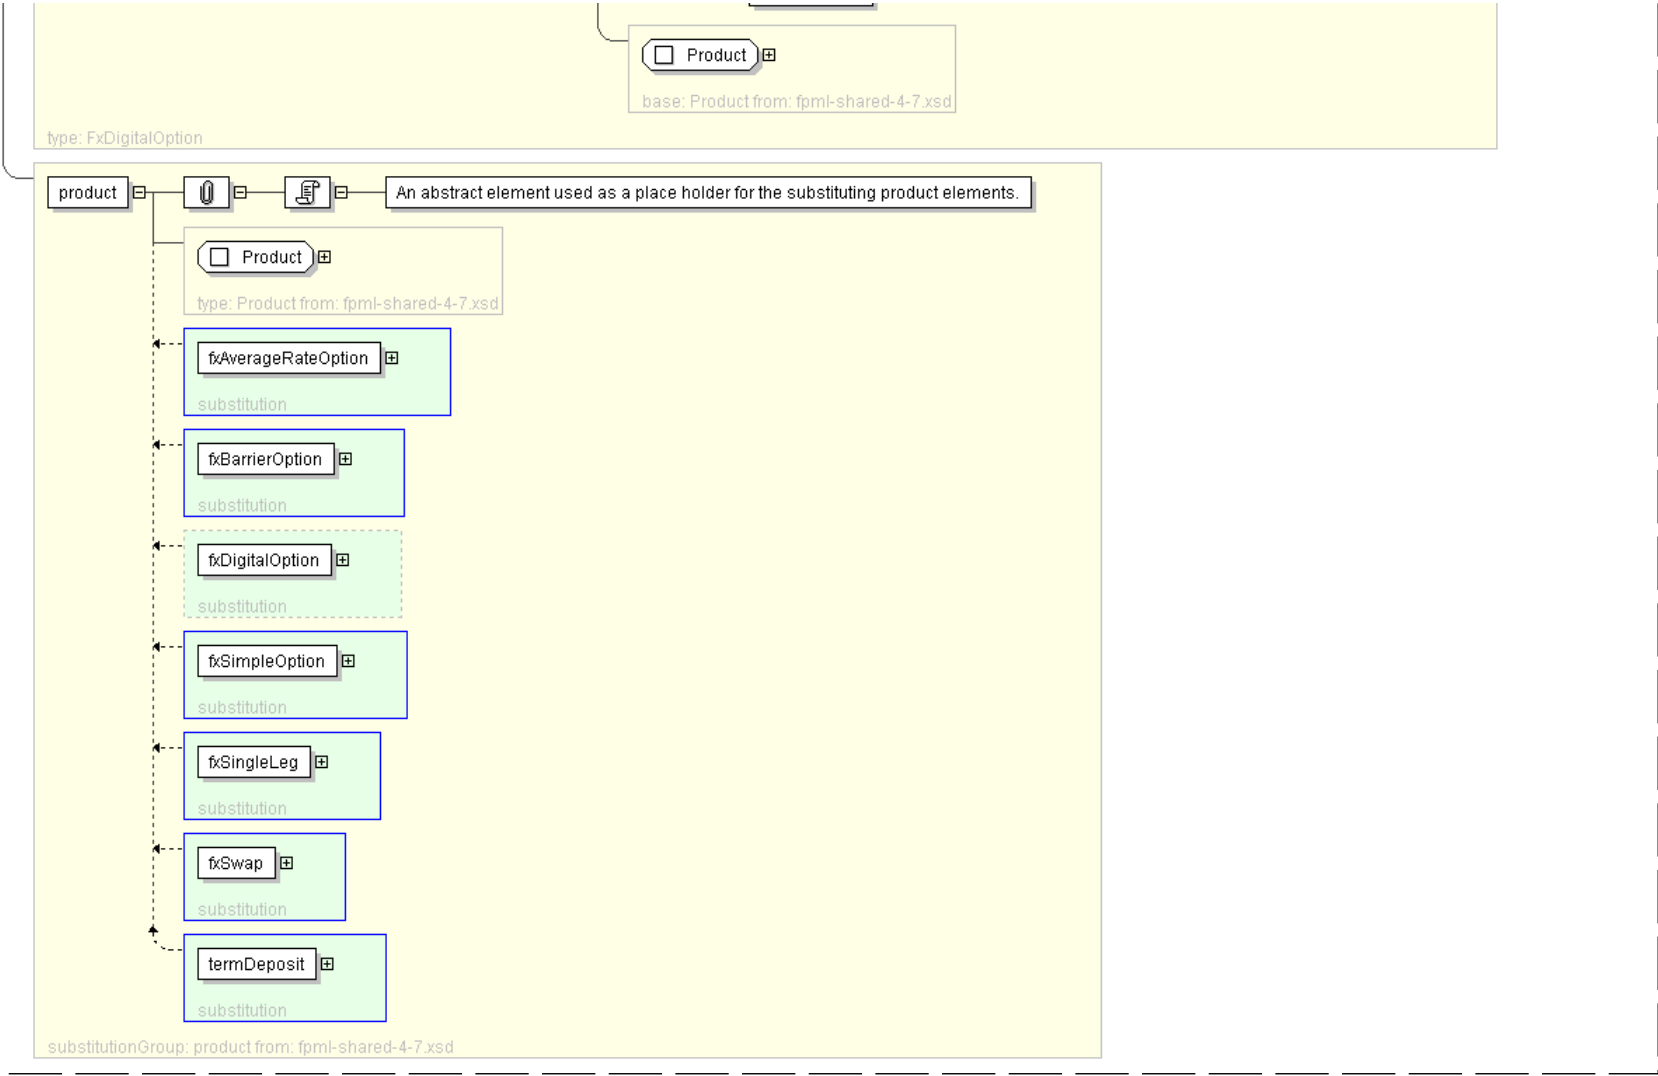 Product
base: Product from: fpml-shared-4-7.xsd
type: FxDigitalOption
product
An abstract element used as a place holder for the substituting product elements.
Product
type: Product from: fpml-shared-4-7.xsd
fxAverageRateOption
substitution
fxBarrierOption
substitution
fxDigitalOption
substitution
fxSimpleOption
substitution
fxSingleLeg
substitution
fxSwap
substitution
termDeposit
substitution
substitutionGroup: product from: fpml-shared-4-7.xsd